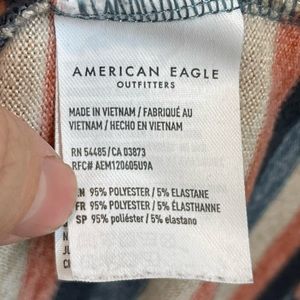 AMERICAN EAGLE
OUTFITTERS
MADE IN VIETNAM / FABRIQUÉ AU
VIETNAM / HECHO EN VIETNAM
RN 54485/CA 03873
RFC# AEM120605U9A
EN 95% POLYESTER / 5% ELASTANE
FR 95% POLYESTER / 5% ÉLASTHANNE
SP 95% poliéster / 5% elastano